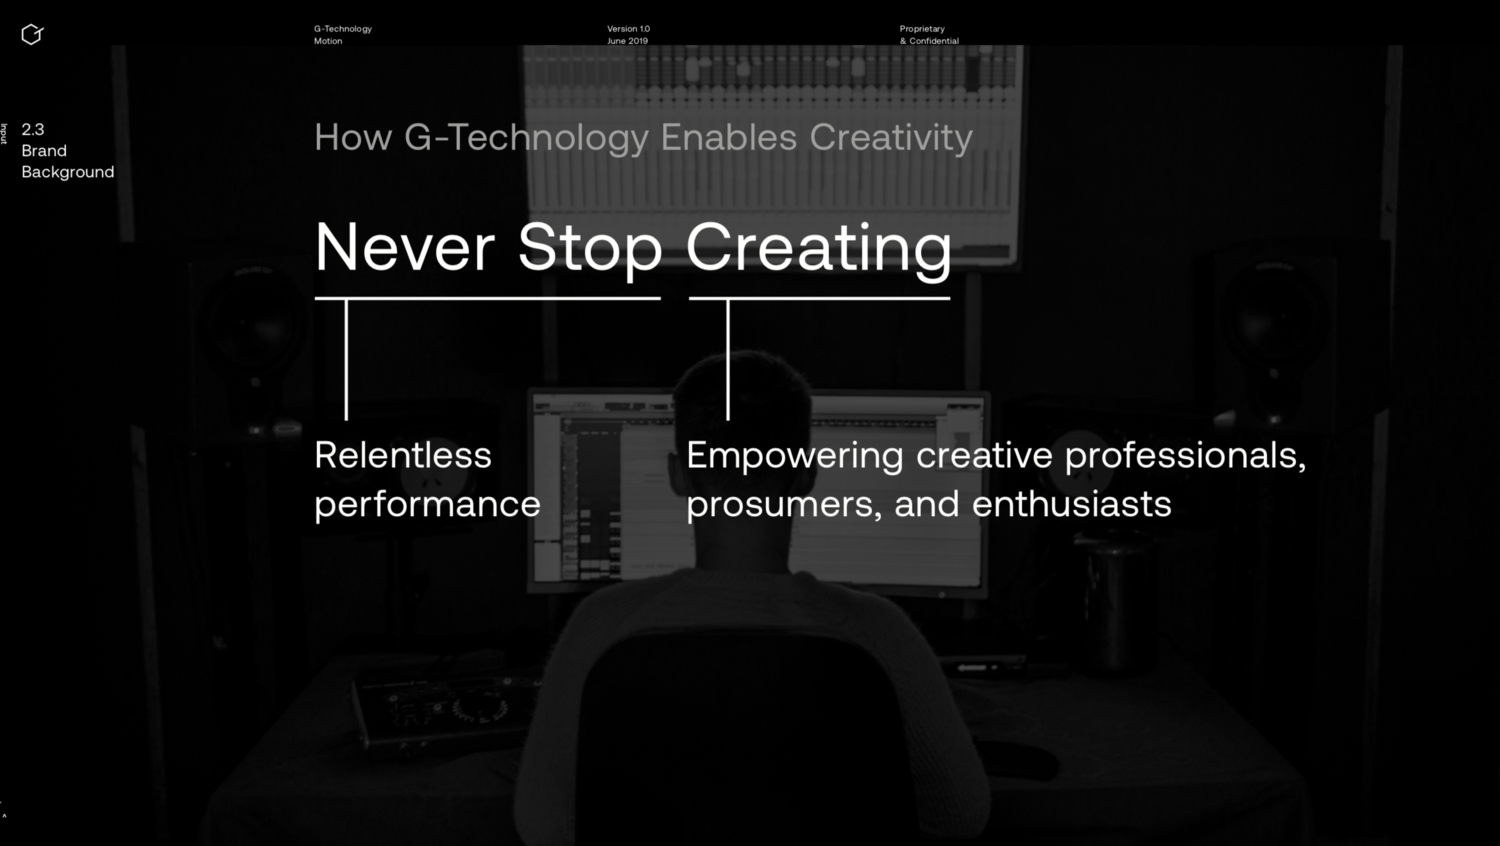 G-Technology
Motion
Version 1.0
June 2019
Proprietary
& Confidential
Input
2.3
Brand
Background
How G-Technology Enables Creativity
Never Stop Creating
Relentless
performance
Empowering creative professionals,
prosumers, and enthusiasts